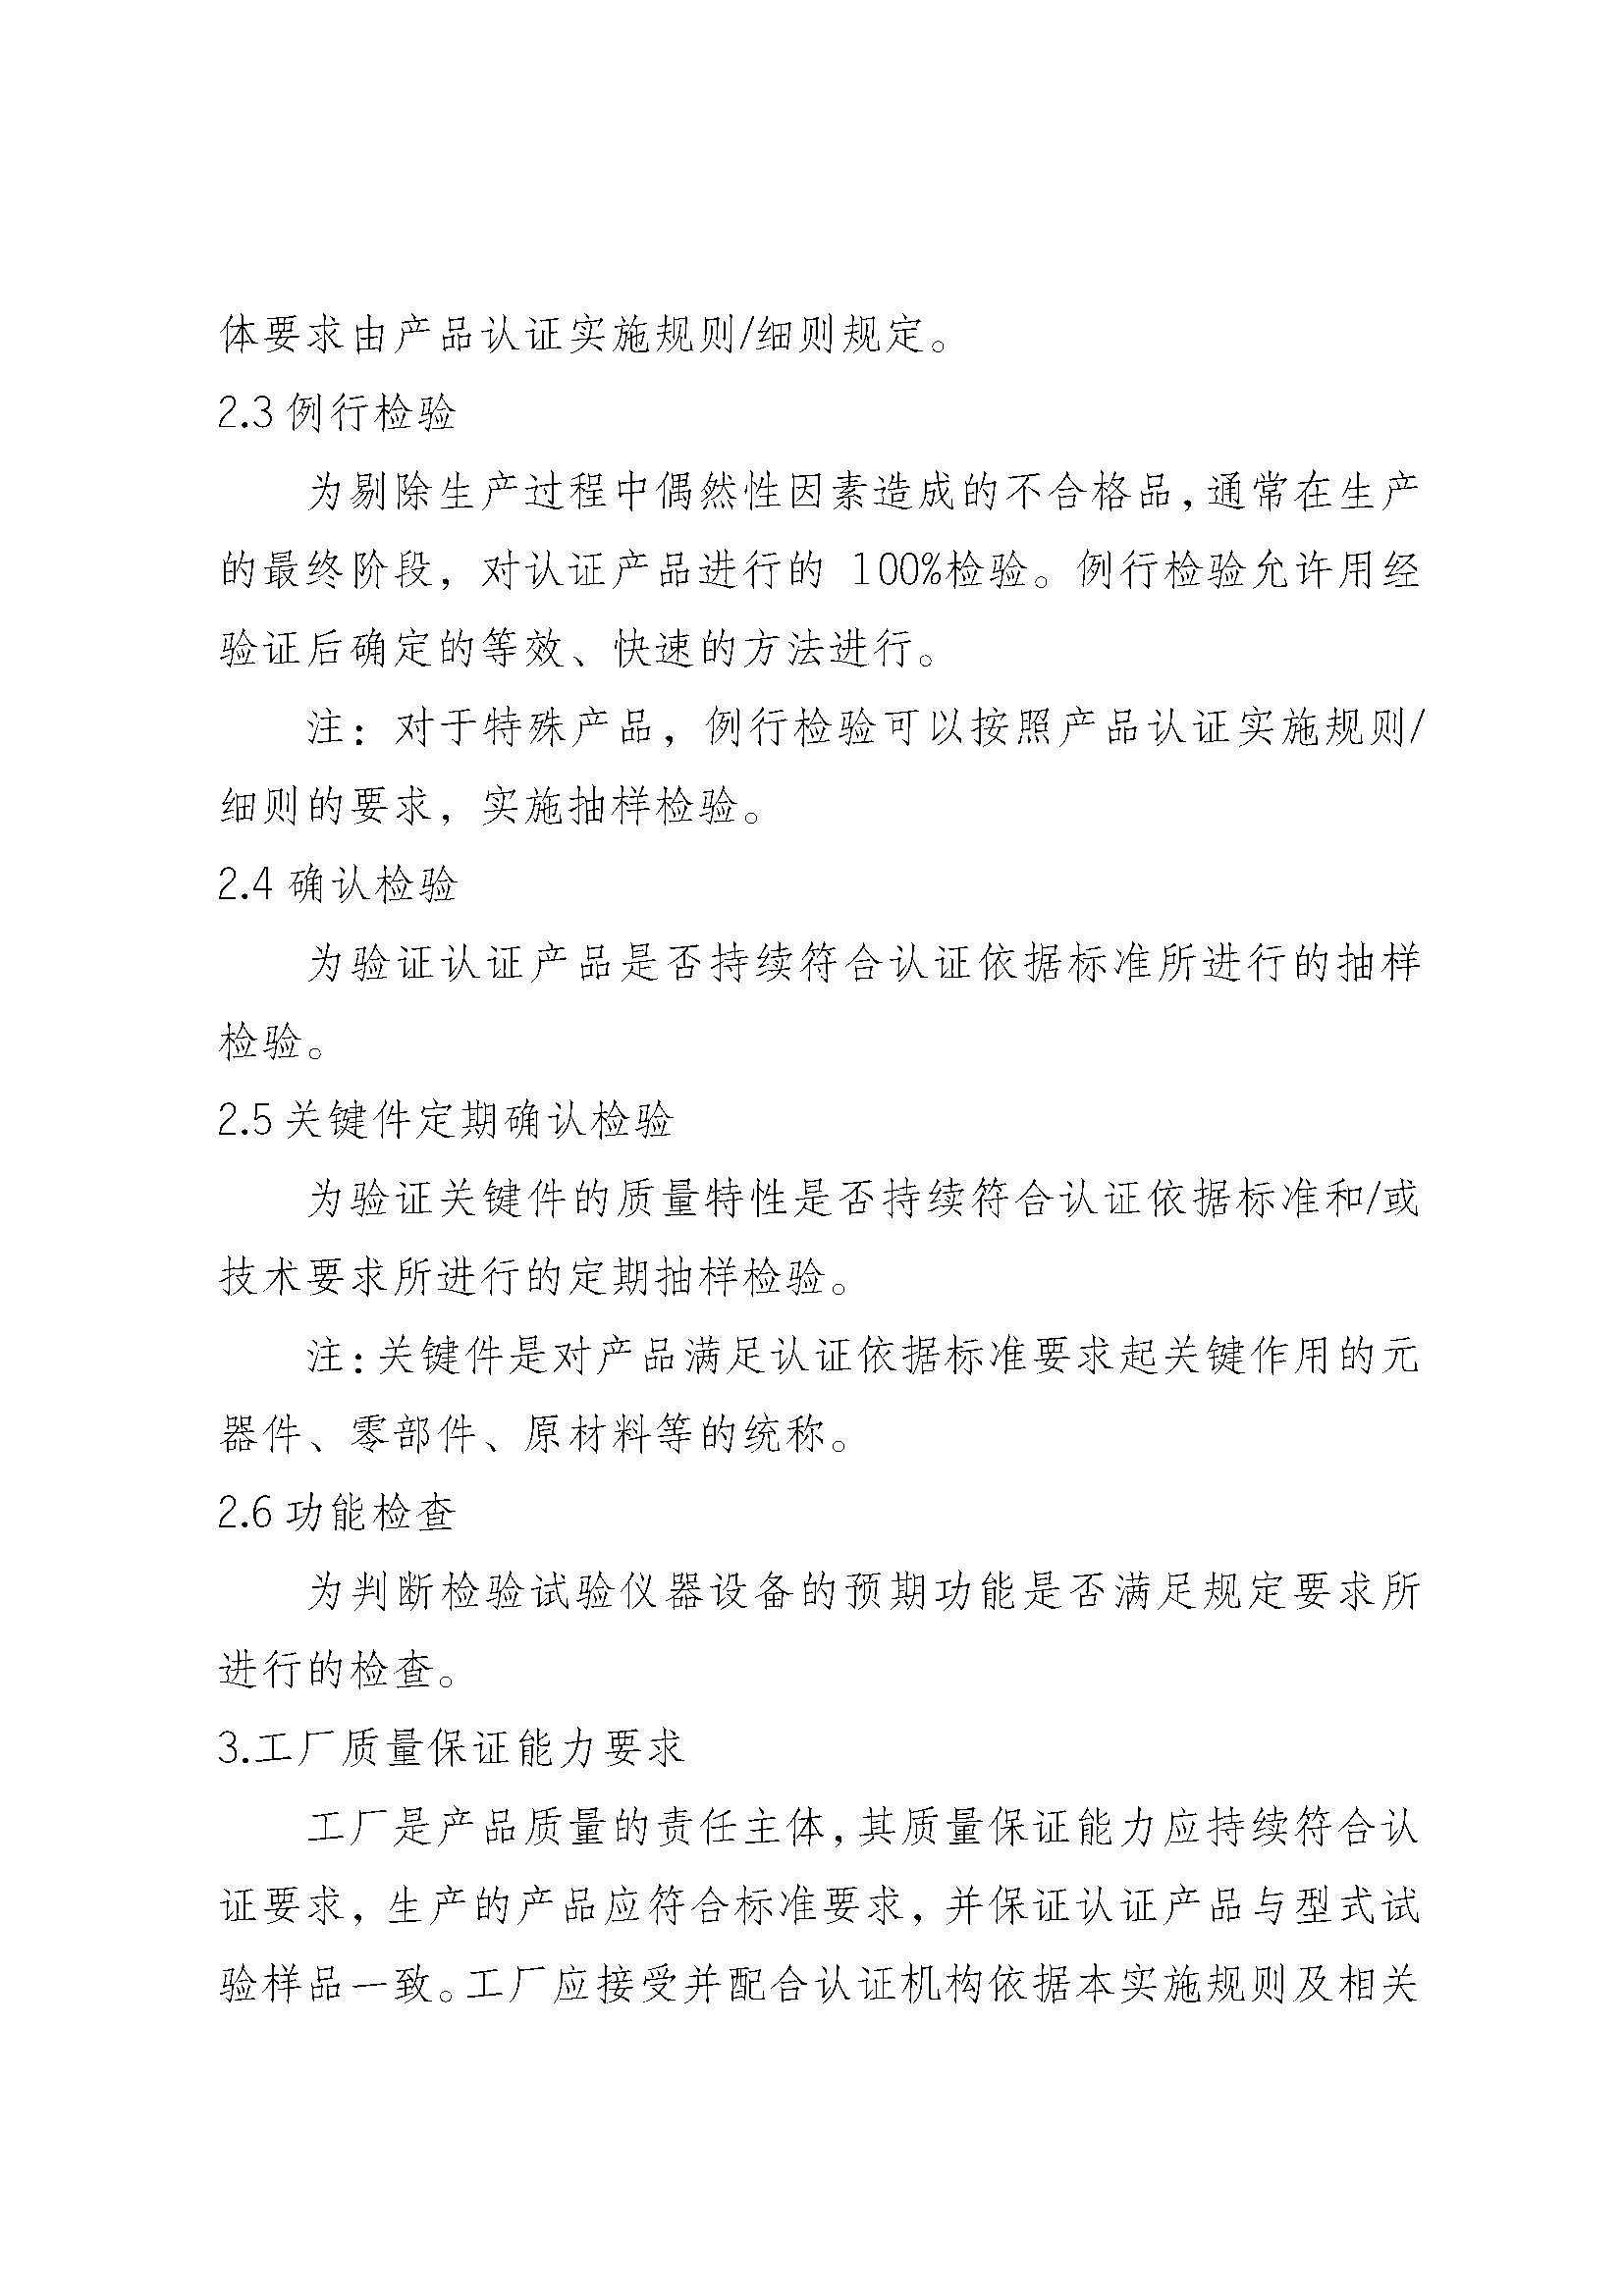 体要求由产品认证实施规则/细则规定。
2.3 例行检验
为剔除生产过程中偶然性因素造成的不合格品,通常在生产
的最终阶段，对认证产品进行的 100%检验。例行检验允许用经
验证后确定的等效、快速的方法进行。
注：对于特殊产品，例行检验可以按照产品认证实施规则/
细则的要求，实施抽样检验。
2.4 确认检验
为验证认证产品是否持续符合认证依据标准所进行的抽样
检验。
2.5 关键件定期确认检验
为验证关键件的质量特性是否持续符合认证依据标准和/或
技术要求所进行的定期抽样检验。
注:关键件是对产品满足认证依据标准要求起关键作用的元
器件、零部件、原材料等的统称。
2.6 功能检查
为判断检验试验仪器设备的预期功能是否满足规定要求所
进行的检查。
3.工厂质量保证能力要求
工厂是产品质量的责任主体,其质量保证能力应持续符合认
证要求，生产的产品应符合标准要求，并保证认证产品与型式试
验样品一致。工厂应接受并配合认证机构依据本实施规则及相关